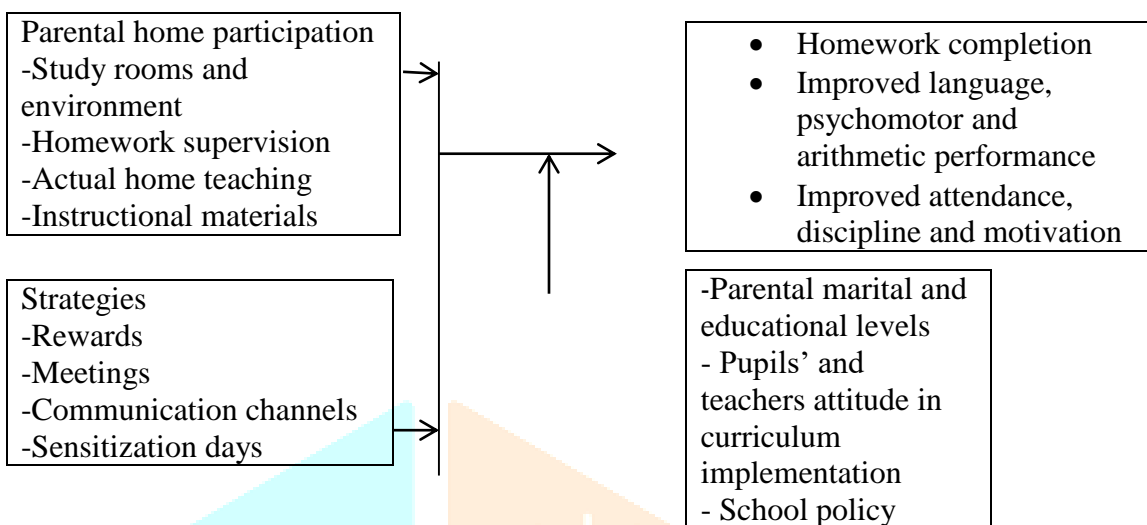 Parental home participation
-Study rooms and
environment
-Homework supervision
-Actual home teaching
-Instructional materials
Strategies
-Rewards
-Meetings
-Communication channels
-Sensitization days
• Homework completion
• Improved language,
psychomotor and
arithmetic performance
• Improved attendance,
discipline and motivation
-Parental marital and
educational levels
- Pupils’ and
teachers attitude in
curriculum
implementation
- School policy